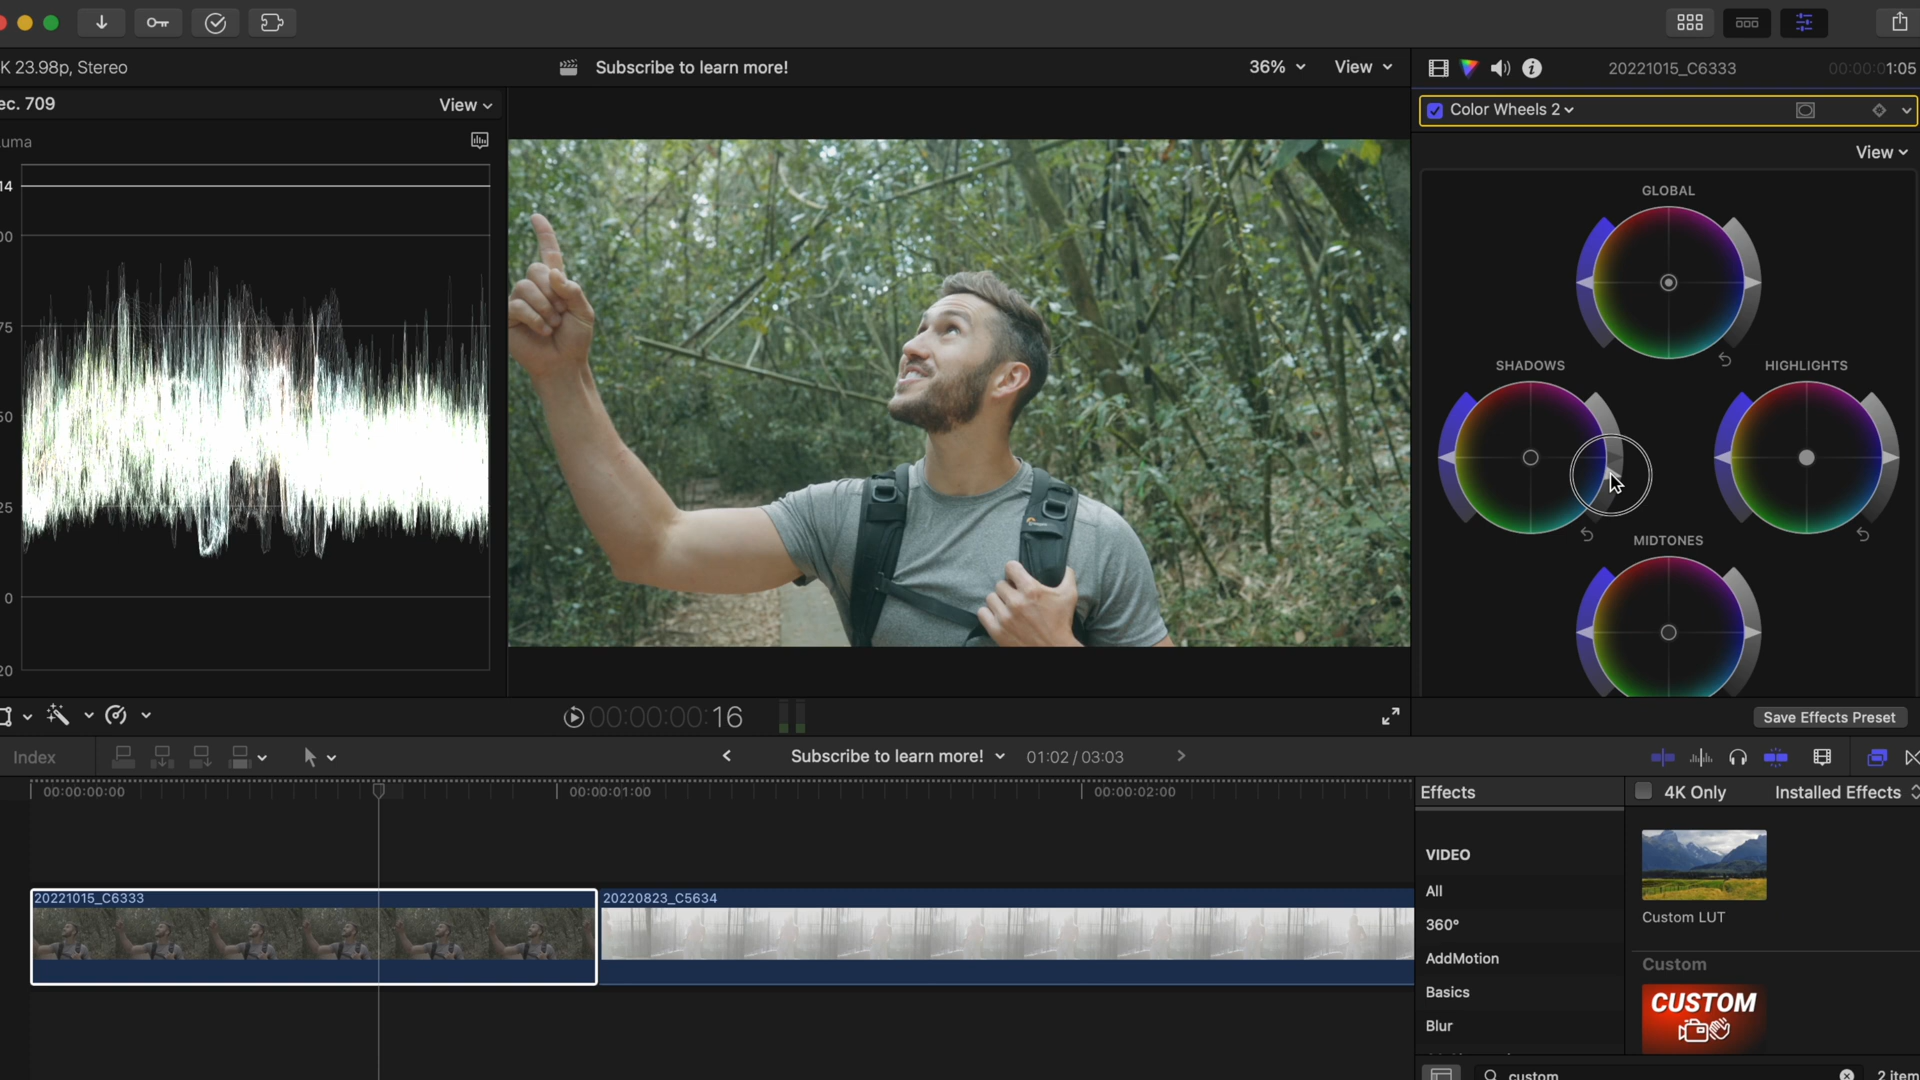 K 23.98p, Stereo
Subscribe to learn more!
36%
View
20221015_C6333
00:00:01:05
ec. 709
View
Color Wheels 2
uma
View
14
00
75
50
25
0
20
GLOBAL
SHADOWS
HIGHLIGHTS
MIDTONES
00:00:00:16
Save Effects Preset
Index
Subscribe to learn more!
01:02 / 03:03
00:00:00:00
00:00:01:00
00:00:02:00
Effects
4K Only
Installed Effects
VIDEO
All
360°
AddMotion
Basics
Blur
20221015_C6333
20220823_C5634
Custom LUT
Custom
CUSTOM
custom
2 item